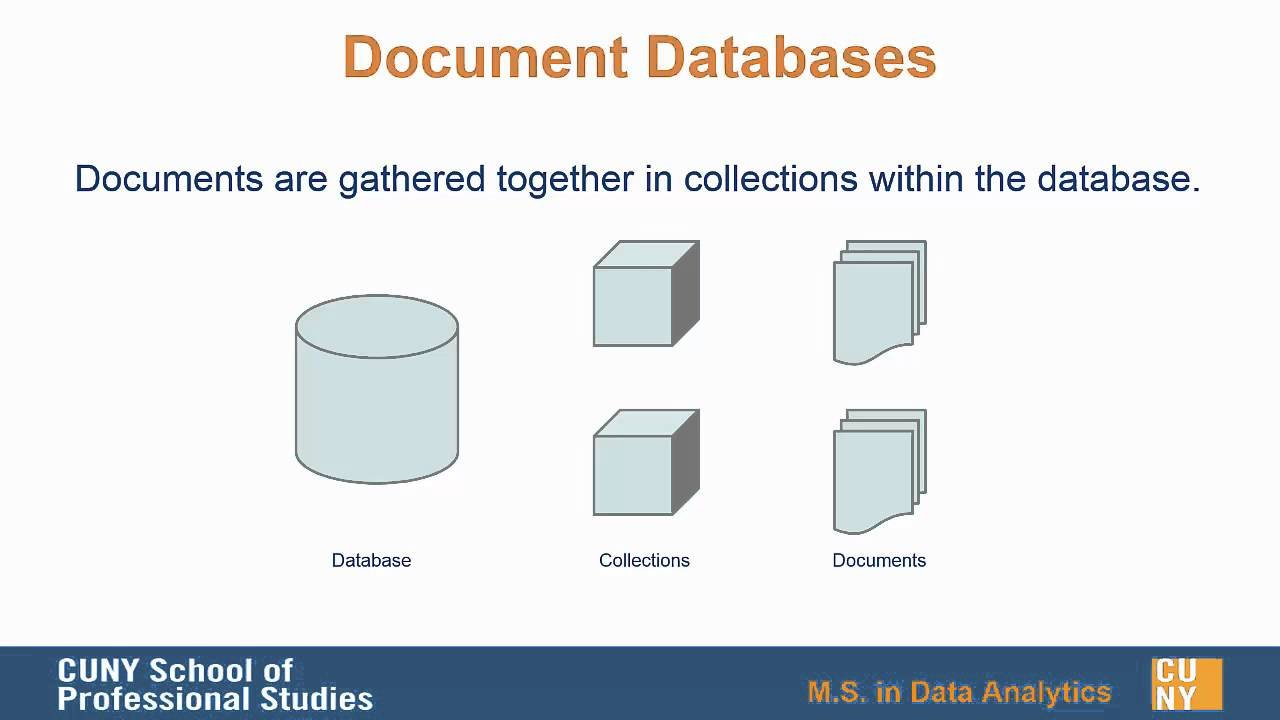 Document Databases
Documents are gathered together in collections within the database.
Database
Collections
Documents
CUNY School of
Professional Studies
M.S. in Data Analytics
CU
NY